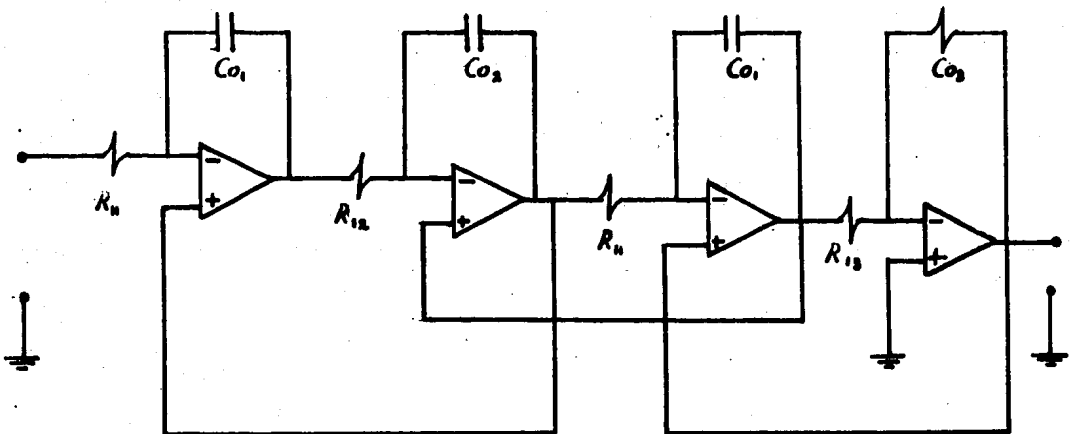 Co₁
Co₂
Co₁
Co₃
−
+
R₁₁
−
+
R₁₂
−
+
R₁₁
−
+
R₁₃